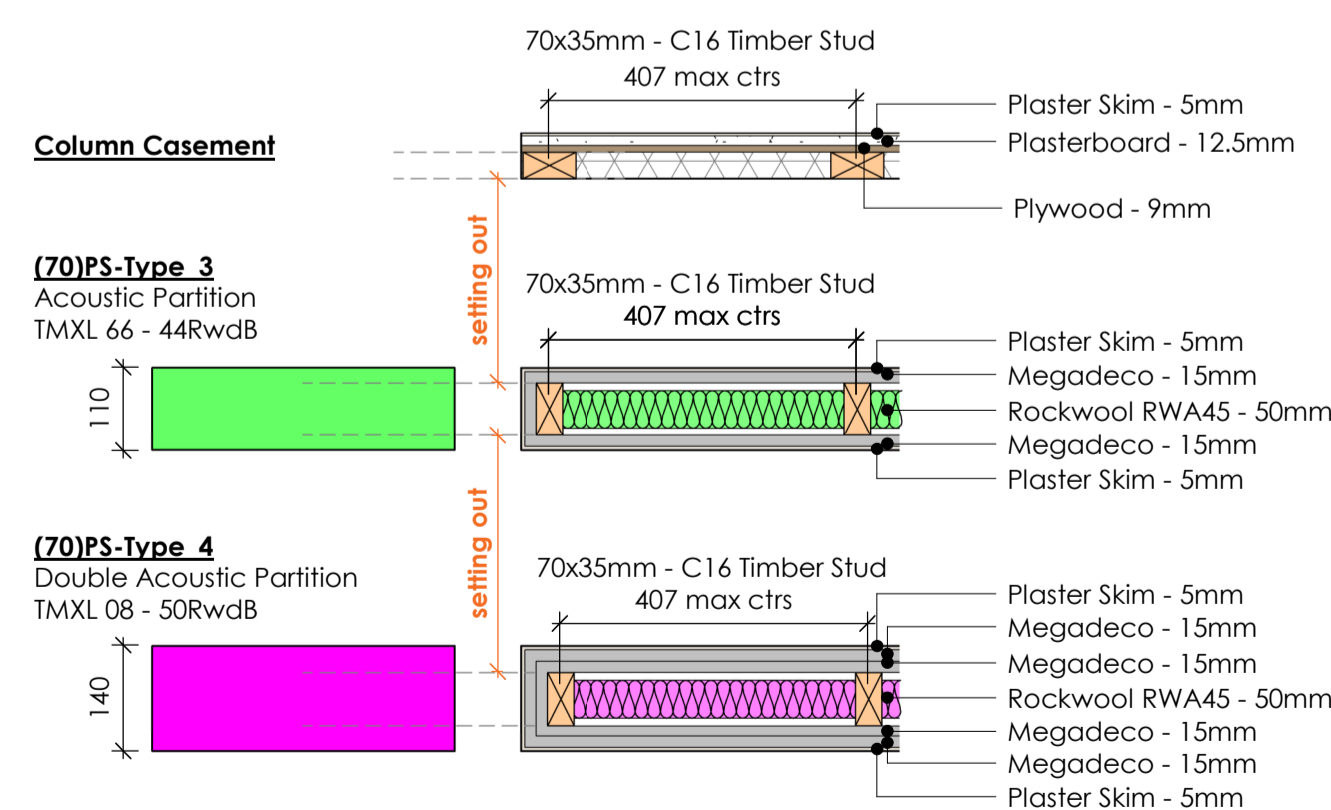 70x35mm - C16 Timber Stud
407 max ctrs
Column Casement
Plaster Skim - 5mm
Plasterboard - 12.5mm
Plywood - 9mm
setting out
(70)PS-Type 3
Acoustic Partition
TMXL 66 - 44RwdB
110
70x35mm - C16 Timber Stud
407 max ctrs
Plaster Skim - 5mm
Megadeco - 15mm
Rockwool RWA45 - 50mm
Megadeco - 15mm
Plaster Skim - 5mm
setting out
(70)PS-Type 4
Double Acoustic Partition
TMXL 08 - 50RwdB
140
70x35mm - C16 Timber Stud
407 max ctrs
Plaster Skim - 5mm
Megadeco - 15mm
Megadeco - 15mm
Rockwool RWA45 - 50mm
Megadeco - 15mm
Megadeco - 15mm
Plaster Skim - 5mm